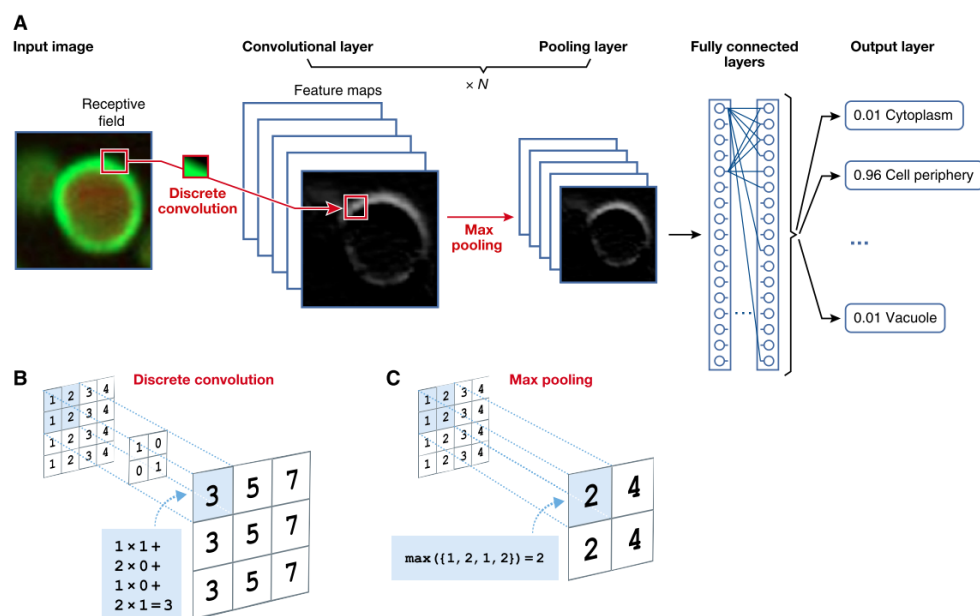 A
Input image
Convolutional layer
Pooling layer
Fully connected
layers
Output layer
× N
Receptive
field
Feature maps
Discrete
convolution
Max
pooling
0.01 Cytoplasm
0.96 Cell periphery
...
0.01 Vacuole
...
B
Discrete convolution
1 2 3 4
1 2 3 4
1 2 3 4
1 2 3 4
1 0
0 1
3 5 7
3 5 7
3 5 7
1 × 1 +
2 × 0 +
1 × 0 +
2 × 1 = 3
C
Max pooling
1 2 3 4
1 2 3 4
1 2 3 4
1 2 3 4
2 4
2 4
max({1, 2, 1, 2}) = 2